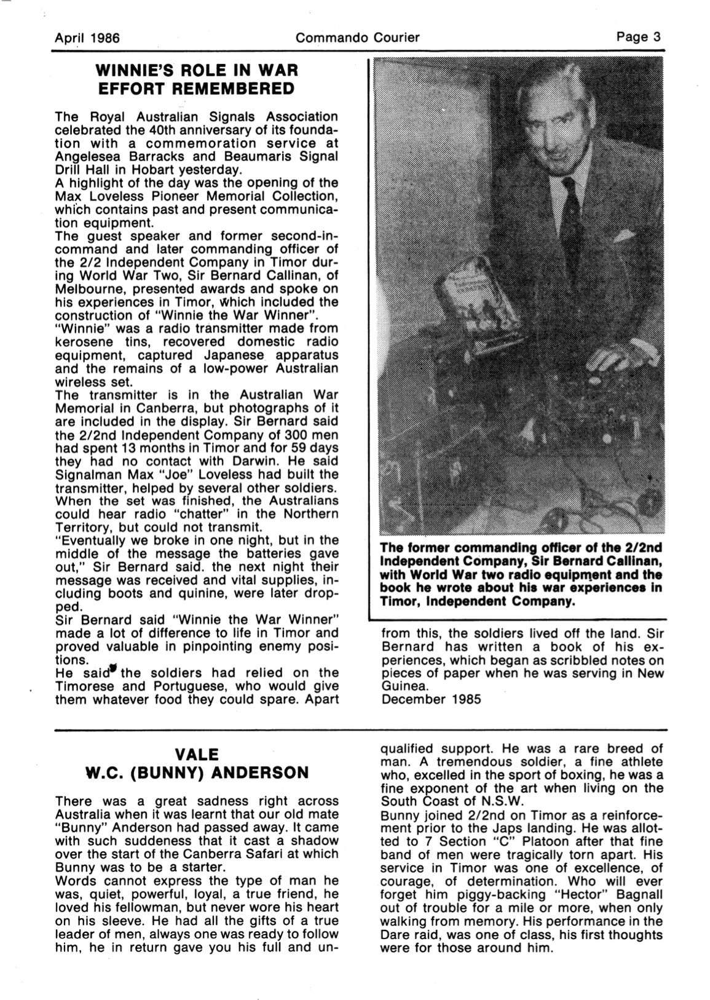 April 1986
Commando Courier
Page 3
WINNIE'S ROLE IN WAR
EFFORT REMEMBERED
The Royal Australian Signals Association
celebrated the 40th anniversary of its founda-
tion with a commemoration service at
Angelesea Barracks and Beaumaris Signal
Drill Hall in Hobart yesterday.
A highlight of the day was the opening of the
Max Loveless Pioneer Memorial Collection,
which contains past and present communica-
tion equipment.
The guest speaker and former second-in-
command and later commanding officer of
the 2/2 Independent Company in Timor dur-
ing World War Two, Sir Bernard Callinan, of
Melbourne, presented awards and spoke on
his experiences in Timor, which included the
construction of "Winnie the War Winner".
"Winnie" was a radio transmitter made from
kerosene tins, recovered domestic radio
equipment, captured Japanese apparatus
and the remains of a low-power Australian
wireless set.
The transmitter is in the Australian War
Memorial in Canberra, but photographs of it
are included in the display. Sir Bernard said
the 2/2nd Independent Company of 300 men
had spent 13 months in Timor and for 59 days
they had no contact with Darwin. He said
Signalman Max "Joe" Loveless had built the
transmitter, helped by several other soldiers.
When the set was finished, the Australians
could hear radio "chatter" in the Northern
Territory, but could not transmit.
"Eventually we broke in one night, but in the
middle of the message the batteries gave
out," Sir Bernard said. the next night their
message was received and vital supplies, in-
cluding boots and quinine, were later drop-
ped.
Sir Bernard said "Winnie the War Winner"
made a lot of difference to life in Timor and
proved valuable in pinpointing enemy posi-
tions.
He said the soldiers had relied on the
Timorese and Portuguese, who would give
them whatever food they could spare. Apart
The former commanding officer of the 2/2nd
Independent Company, Sir Bernard Callinan,
with World War two radio equipment and the
book he wrote about his war experiences in
Timor, Independent Company.
from this, the soldiers lived off the land. Sir
Bernard has written a book of his ex-
periences, which began as scribbled notes on
pieces of paper when he was serving in New
Guinea.
December 1985
VALE
W.C. (BUNNY) ANDERSON
There was a great sadness right across
Australia when it was learnt that our old mate
"Bunny" Anderson had passed away. It came
with such suddeness that it cast a shadow
over the start of the Canberra Safari at which
Bunny was to be a starter.
Words cannot express the type of man he
was, quiet, powerful, loyal, a true friend, he
loved his fellowman, but never wore his heart
on his sleeve. He had all the gifts of a true
leader of men, always one was ready to follow
him, he in return gave you his full and un-
qualified support. He was a rare breed of
man. A tremendous soldier, a fine athlete
who, excelled in the sport of boxing, he was a
fine exponent of the art when living on the
South Coast of N.S.W.
Bunny joined 2/2nd on Timor as a reinforce-
ment prior to the Japs landing. He was allot-
ted to 7 Section "C" Platoon after that fine
band of men were tragically torn apart. His
service in Timor was one of excellence, of
courage, of determination. Who will ever
forget him piggy-backing "Hector" Bagnall
out of trouble for a mile or more, when only
walking from memory. His performance in the
Dare raid, was one of class, his first thoughts
were for those around him.